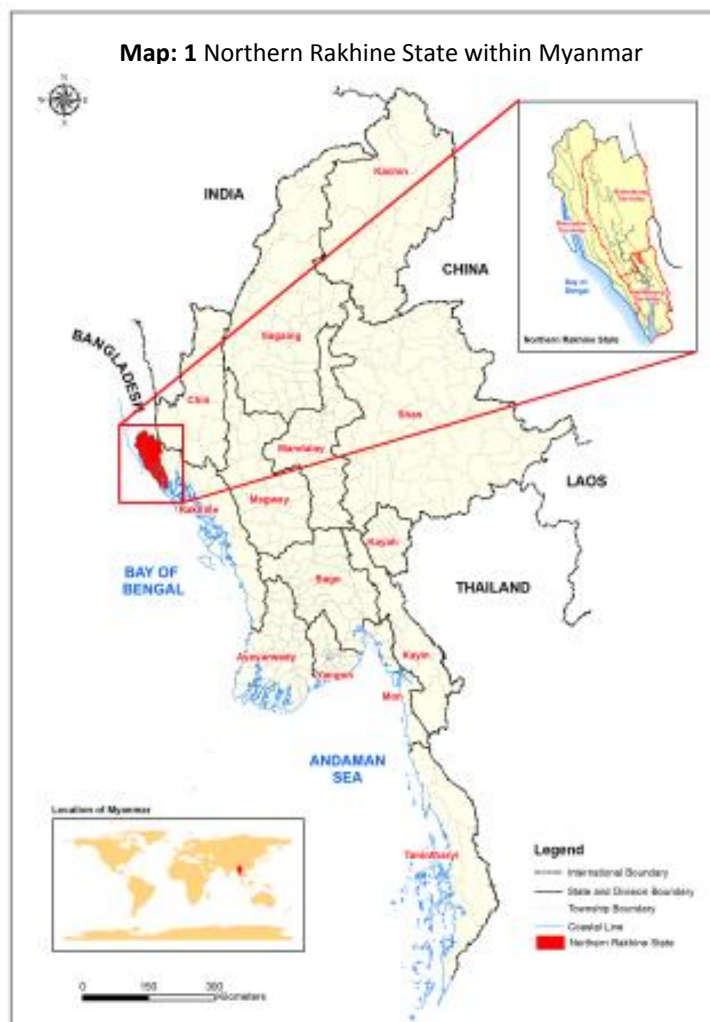 Map: 1 Northern Rakhine State within Myanmar
N
W
E
S
Kachin
INDIA
CHINA
Bay of
Bengal
Northern Rakhine State
BANGLADESH
Sagaing
Chin
Shan
Mandalay
LAOS
Magway
Rakhine
Kayah
BAY OF
BENGAL
THAILAND
Bago
Ayeyarwady
Yangon
Kayin
Mon
ANDAMAN
SEA
Location of Myanmar
Tanintharyi
Legend
International Boundary
State and Division Boundary
Township Boundary
Coastal Line
Northern Rakhine State
0
150
300
Kilometers